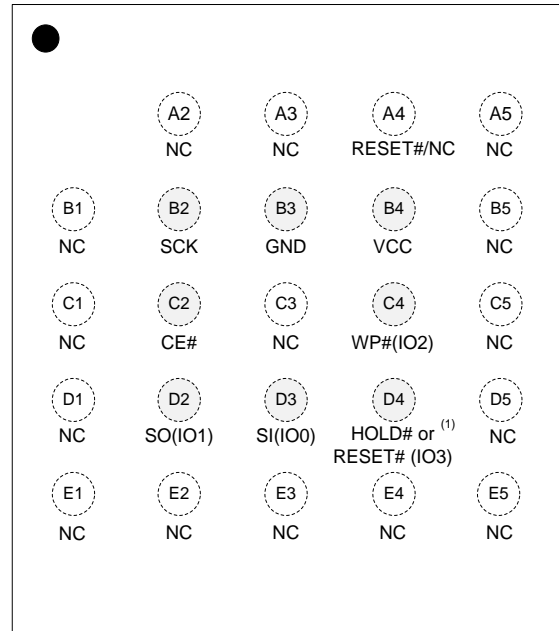 A2 A3 A4 A5
NC NC RESET#/NC NC
B1 B2 B3 B4 B5
NC SCK GND VCC NC
C1 C2 C3 C4 C5
NC CE# NC WP#(IO2) NC
D1 D2 D3 D4 D5
NC SO(IO1) SI(IO0) HOLD# or (1) NC
RESET# (IO3)
E1 E2 E3 E4 E5
NC NC NC NC NC